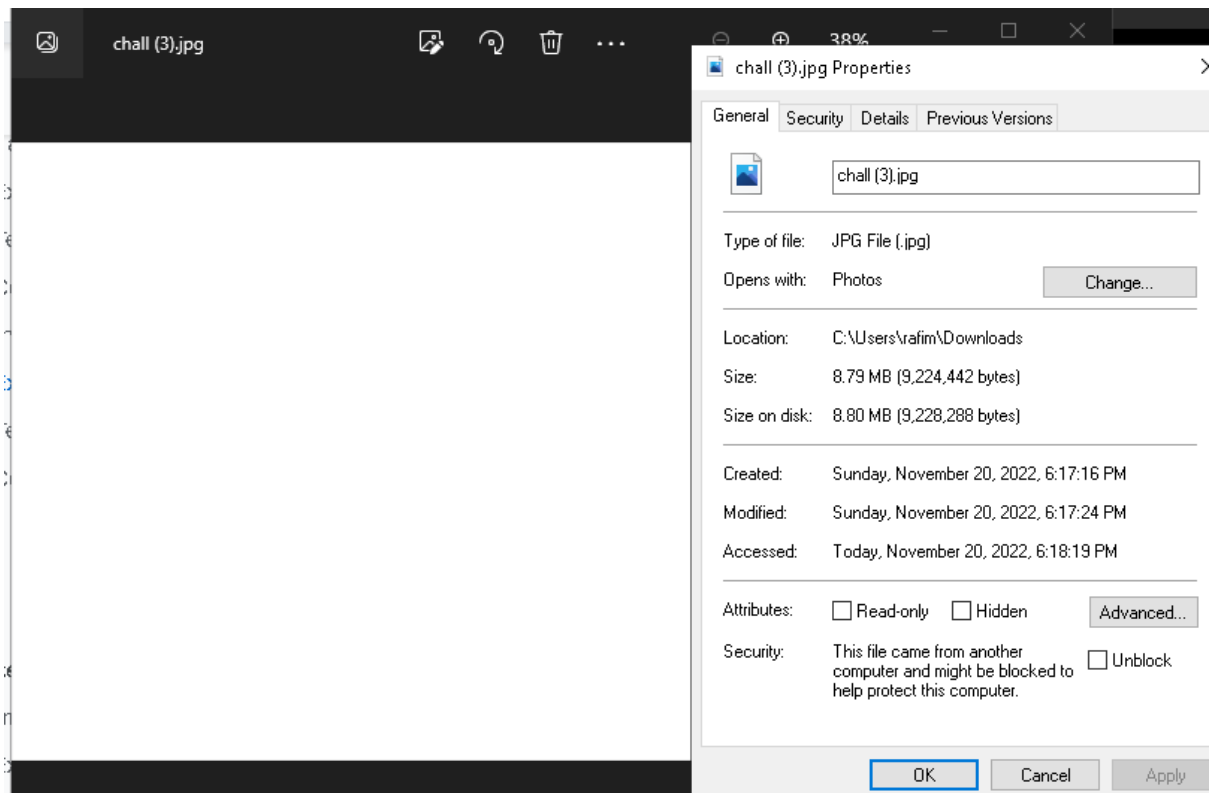 chall (3).jpg
38%
chall (3).jpg Properties
General Security Details Previous Versions
chall (3).jpg
Type of file: JPG File (.jpg)
Opens with: Photos Change...
Location: C:\Users\rafim\Downloads
Size: 8.79 MB (9,224,442 bytes)
Size on disk: 8.80 MB (9,228,288 bytes)
Created: Sunday, November 20, 2022, 6:17:16 PM
Modified: Sunday, November 20, 2022, 6:17:24 PM
Accessed: Today, November 20, 2022, 6:18:19 PM
Attributes: Read-only Hidden Advanced...
Security: This file came from another
computer and might be blocked to
help protect this computer.
Unblock
OK Cancel Apply